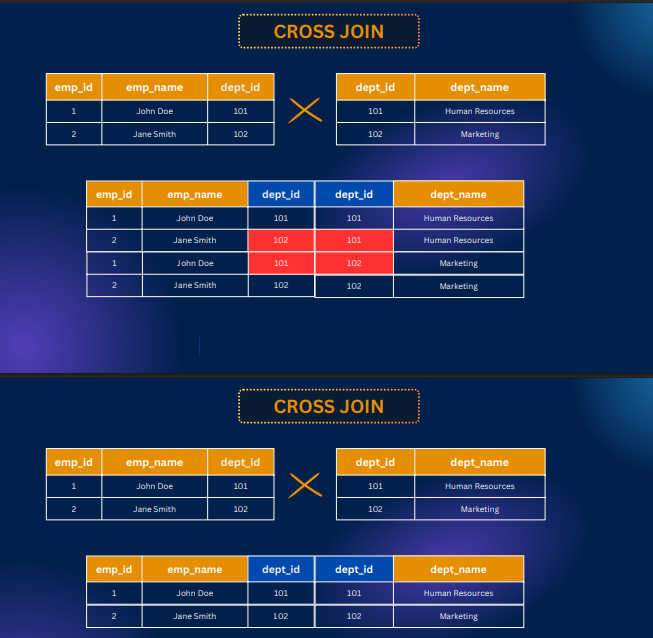 CROSS JOIN
emp_id emp_name dept_id dept_id dept_name
1 John Doe 101 101 Human Resources
2 Jane Smith 102 102 Marketing
emp_id emp_name dept_id dept_id dept_name
1 John Doe 101 101 Human Resources
2 Jane Smith 102 101 Human Resources
1 John Doe 101 102 Marketing
2 Jane Smith 102 102 Marketing
CROSS JOIN
emp_id emp_name dept_id dept_id dept_name
1 John Doe 101 101 Human Resources
2 Jane Smith 102 102 Marketing
emp_id emp_name dept_id dept_id dept_name
1 John Doe 101 101 Human Resources
2 Jane Smith 102 102 Marketing